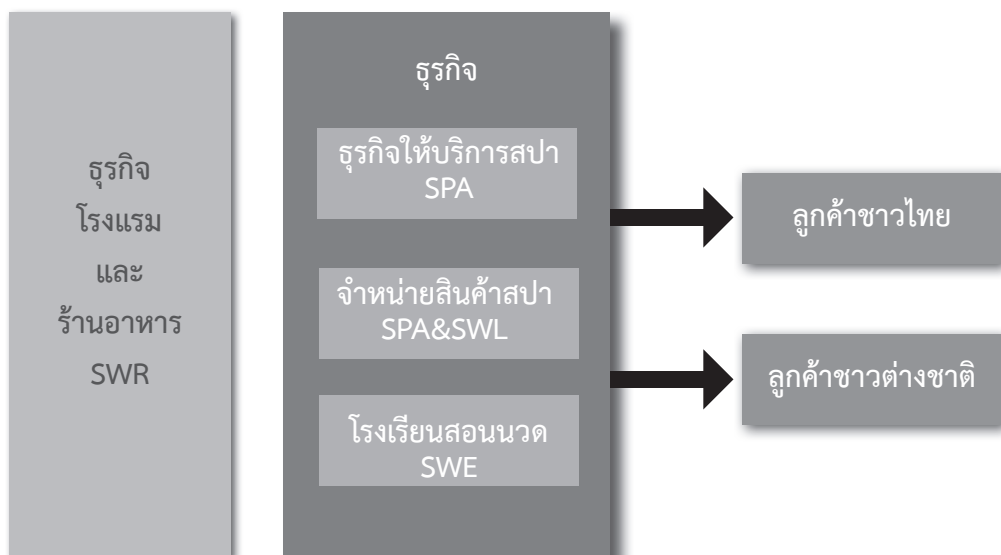 ธุรกิจ
โรงแรม
และ
ร้านอาหาร
SWR
ธุรกิจ
ธุรกิจให้บริการสปา
SPA
จำหน่ายสินค้าสปา
SPA&SWL
โรงเรียนสอนนวด
SWE
ลูกค้าชาวไทย
ลูกค้าชาวต่างชาติ